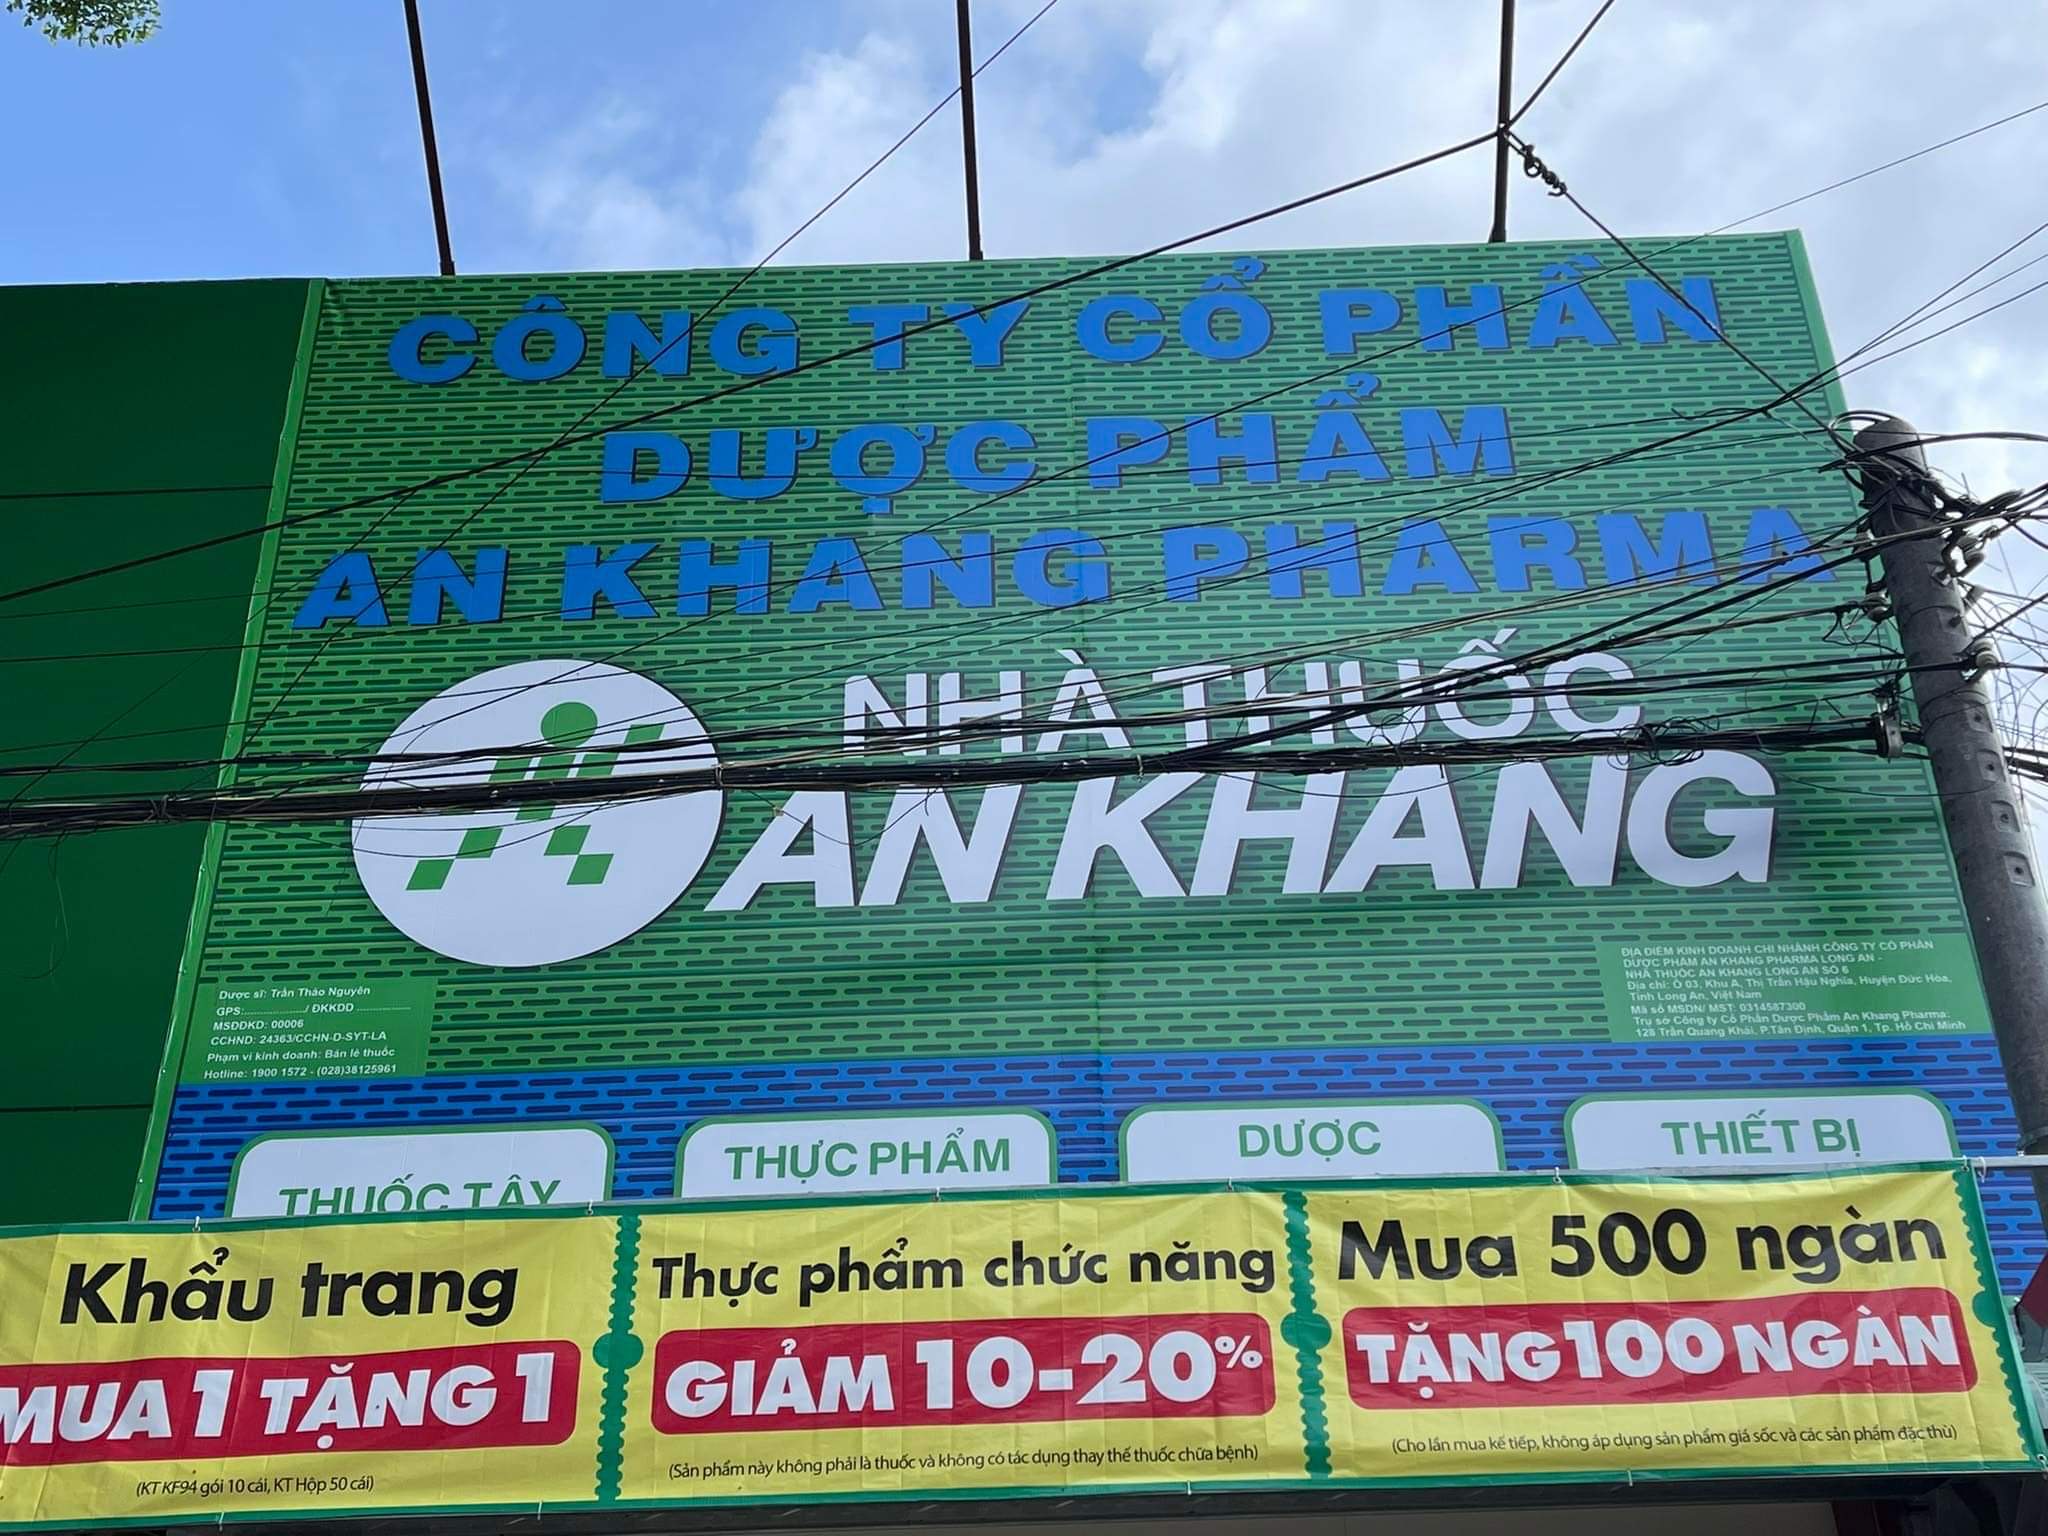 CÔNG TY CỔ PHẦN
DƯỢC PHẨM
AN KHANG PHARMA
NHÀ THUỐC
AN KHANG
Dược sĩ: Trần Thảo Nguyên
GPS:..................../ ĐKKDD ..................
MSĐĐKD: 00006
CCHND: 24363/CCHN-D-SYT-LA
Phạm vi kinh doanh: Bán lẻ thuốc
Hotline: 1900 1572 - (028)38125961
ĐỊA ĐIỂM KINH DOANH CHI NHÁNH CÔNG TY CỔ PHẦN
DƯỢC PHẨM AN KHANG PHARMA LONG AN -
NHÀ THUỐC AN KHANG LONG AN SỐ 6
Địa chỉ: Ô 03, Khu A, Thị Trấn Hậu Nghĩa, Huyện Đức Hòa,
Tỉnh Long An, Việt Nam
Mã số MSDN/ MST: 0314587300
Trụ sở Công ty Cổ Phần Dược Phẩm An Khang Pharma:
128 Trần Quang Khải, P.Tân Định, Quận 1, Tp. Hồ Chí Minh
THUỐC TÂY
THỰC PHẨM
DƯỢC
THIẾT BỊ
Khẩu trang
MUA 1 TẶNG 1
(KT KF94 gói 10 cái, KT Hộp 50 cái)
Thực phẩm chức năng
GIẢM 10-20%
(Sản phẩm này không phải là thuốc và không có tác dụng thay thế thuốc chữa bệnh)
Mua 500 ngàn
TẶNG 100 NGÀN
(Cho lần mua kế tiếp, không áp dụng sản phẩm giá sốc và các sản phẩm đặc thù)